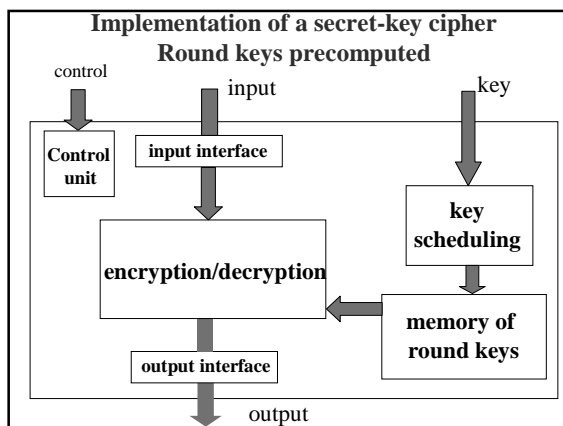 Implementation of a secret-key cipher
Round keys precomputed
control
input
key
Control
unit
input interface
key
scheduling
encryption/decryption
memory of
round keys
output interface
output